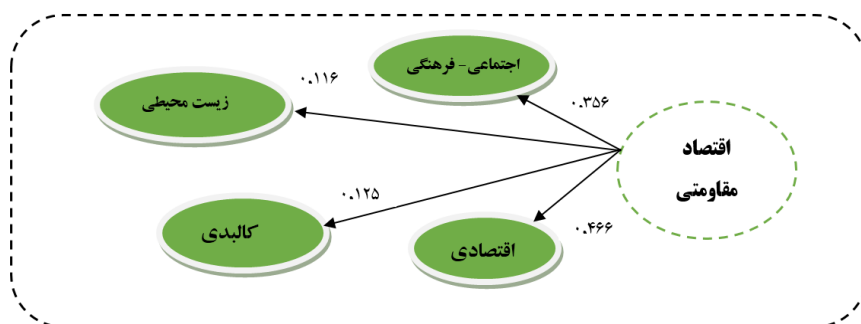 اجتماعی- فرهنگی
۰.۳۵۶
زیست محیطی
۰.۱۱۶
اقتصاد
مقاومتی
کالبدی
۰.۱۲۵
اقتصادی
۰.۴۶۶